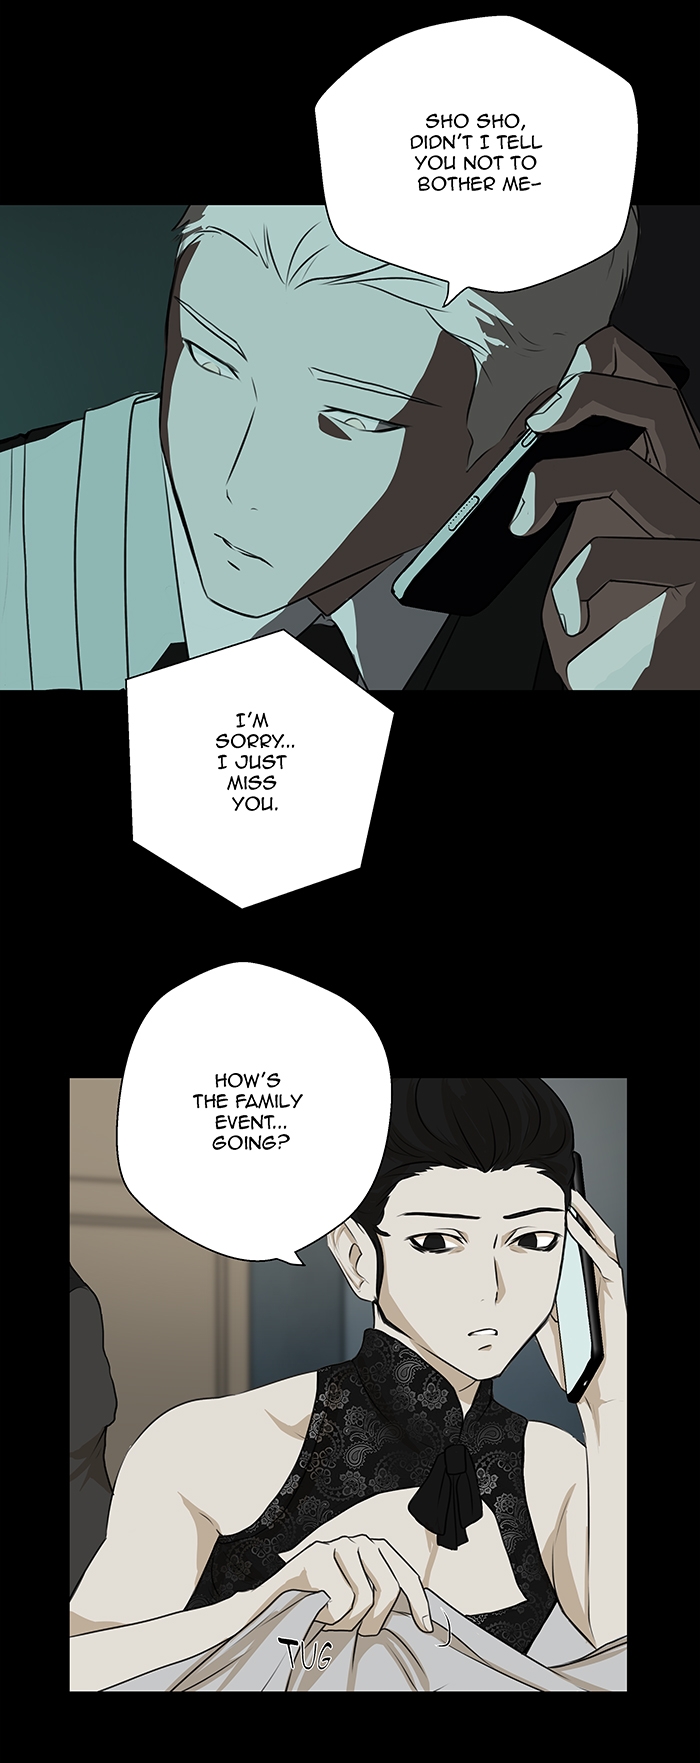 SHO SHO,
DIDN'T I TELL
YOU NOT TO
BOTHER ME-
I'M
SORRY...
I JUST
MISS
YOU.
HOW'S
THE FAMILY
EVENT...
GOING?
TUG